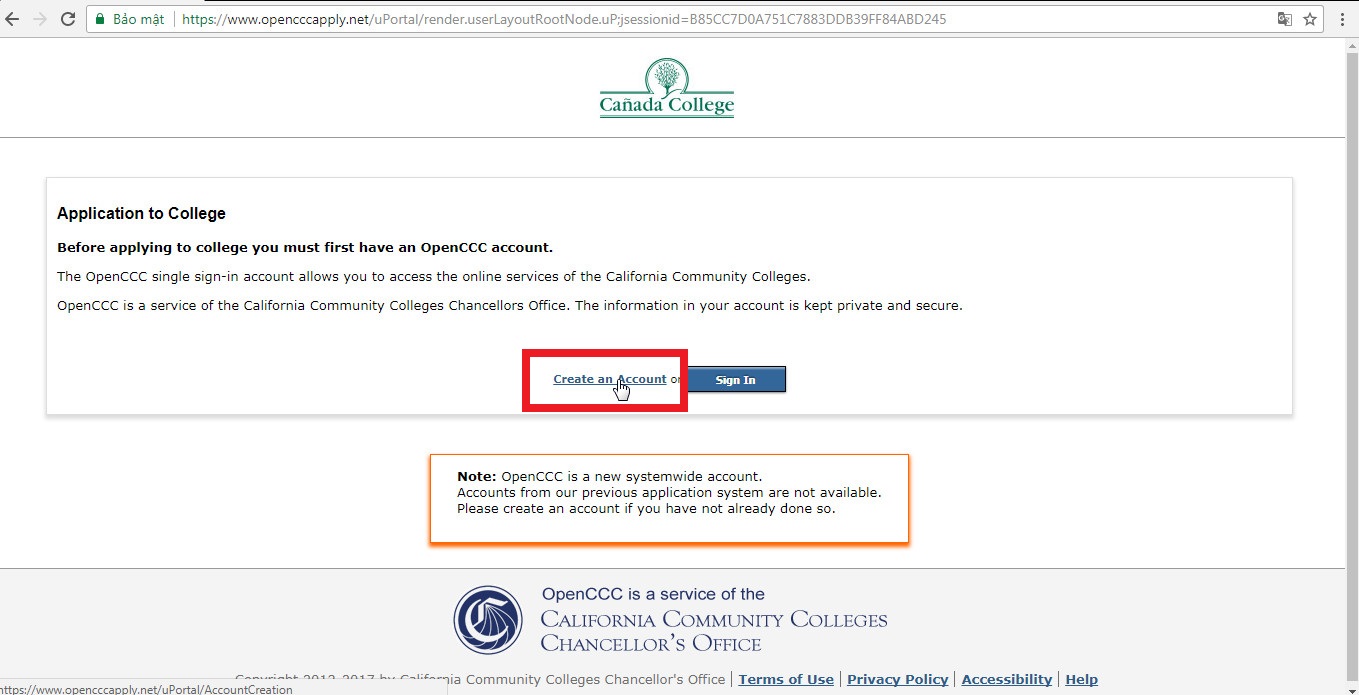 Bảo mật https://www.opencccapply.net/uPortal/render.userLayoutRootNode.uP;jsessionid=B85CC7D0A751C7883DDB39FF84ABD245
Cañada College
Application to College
Before applying to college you must first have an OpenCCC account.
The OpenCCC single sign-in account allows you to access the online services of the California Community Colleges.
OpenCCC is a service of the California Community Colleges Chancellors Office. The information in your account is kept private and secure.
Create an Account or Sign In
Note: OpenCCC is a new systemwide account.
Accounts from our previous application system are not available.
Please create an account if you have not already done so.
OpenCCC is a service of the
CALIFORNIA COMMUNITY COLLEGES
CHANCELLOR'S OFFICE
Copyright 2012-2017 by California Community Colleges Chancellor's Office | Terms of Use | Privacy Policy | Accessibility | Help
https://www.opencccapply.net/uPortal/AccountCreation